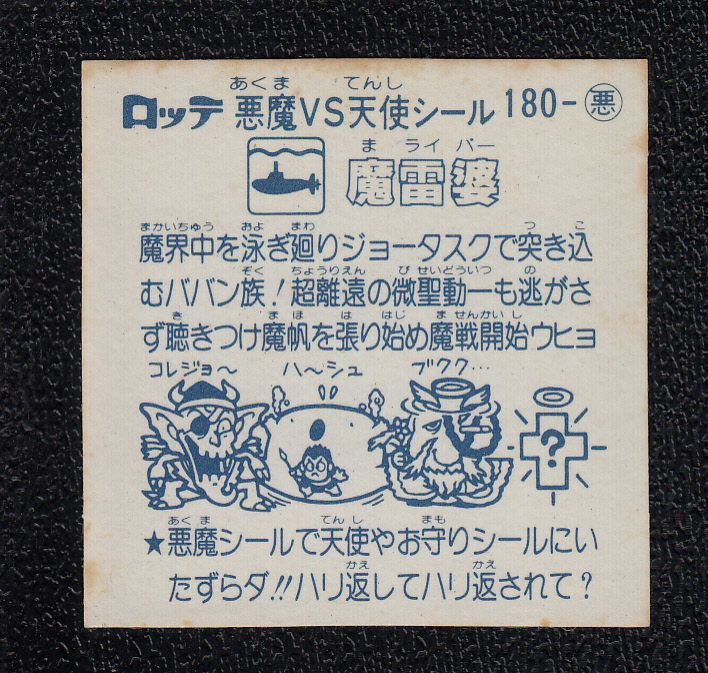 あくま てんし
ロッテ 悪魔VS天使シール 180-悪
ま ライバー
魔雷婆
まかいちゅう およ まわ つ こ
魔界中を泳ぎ廻りジョータスクで突き込
ぞく ちょうりえん び せいどういつ の
むババン族!超離遠の微聖動一も逃がさ
き まほ は はじ ま せんかい し
ず聴きつけ魔帆を張り始め魔戦開始ウヒヨ
コレジョ〜 ハ〜シュ ブクク…
?
あくま てんし まも
★悪魔シールで天使やお守りシールにい
かえ かえ
たずらダ!!ハリ返してハリ返されて?